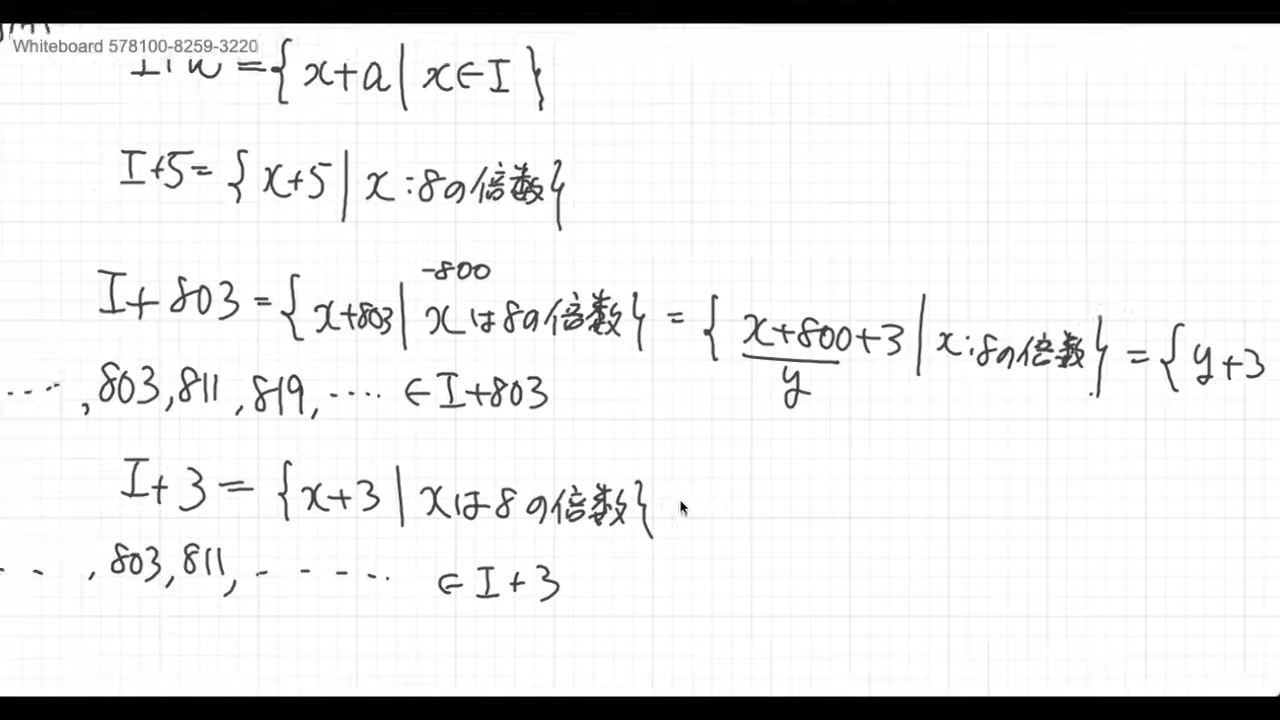 Whiteboard 578100-8259-3220
I+a = {x+a | x∈I}
I+5 = {x+5 | x:8の倍数}
-800
I+803 = {x+803 | xは8の倍数} = {x+800+3 | x:8の倍数} = {y+3
y
..., 803, 811, 819, .... ∈ I+803
I+3 = {x+3 | xは8の倍数}
.. , 803, 811, ...... ∈ I+3